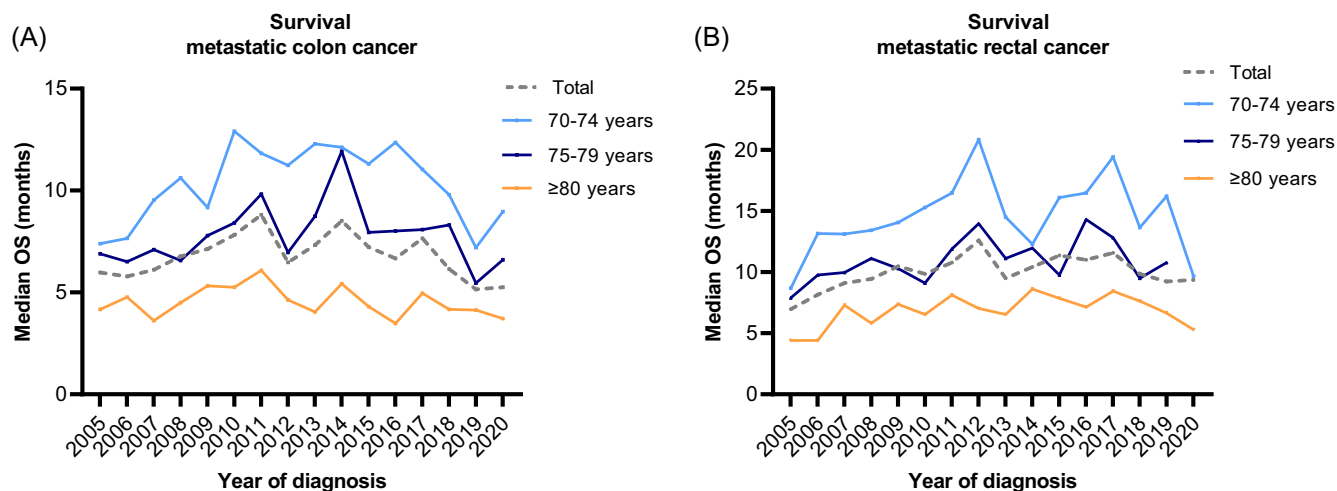 (A)
Survival
metastatic colon cancer
Median OS (months)
15
10
5
0
2005
2006
2007
2008
2009
2010
2011
2012
2013
2014
2015
2016
2017
2018
2019
2020
Year of diagnosis
Total
70-74 years
75-79 years
≥80 years
(B)
Survival
metastatic rectal cancer
Median OS (months)
25
20
15
10
5
0
2005
2006
2007
2008
2009
2010
2011
2012
2013
2014
2015
2016
2017
2018
2019
2020
Year of diagnosis
Total
70-74 years
75-79 years
≥80 years